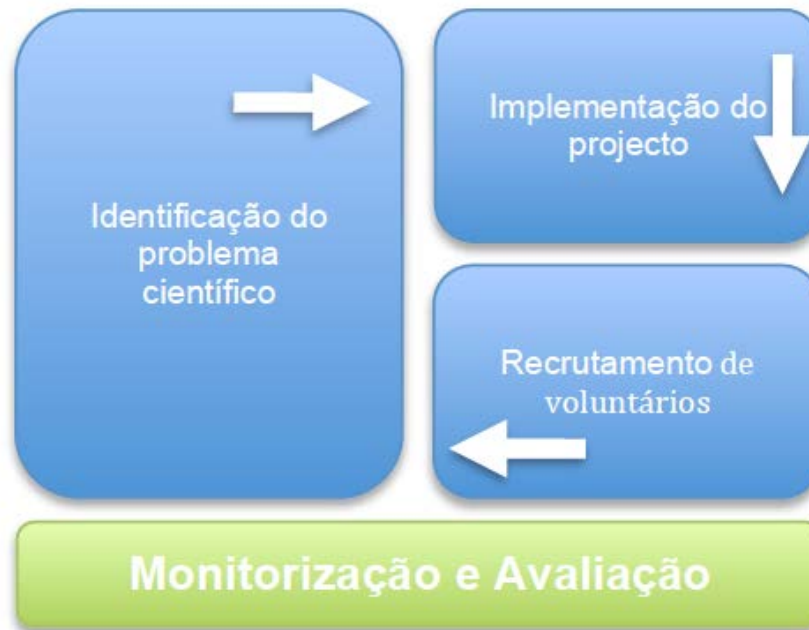 Identificação do
problema
científico
Implementação do
projecto
Recrutamento de
voluntários
Monitorização e Avaliação